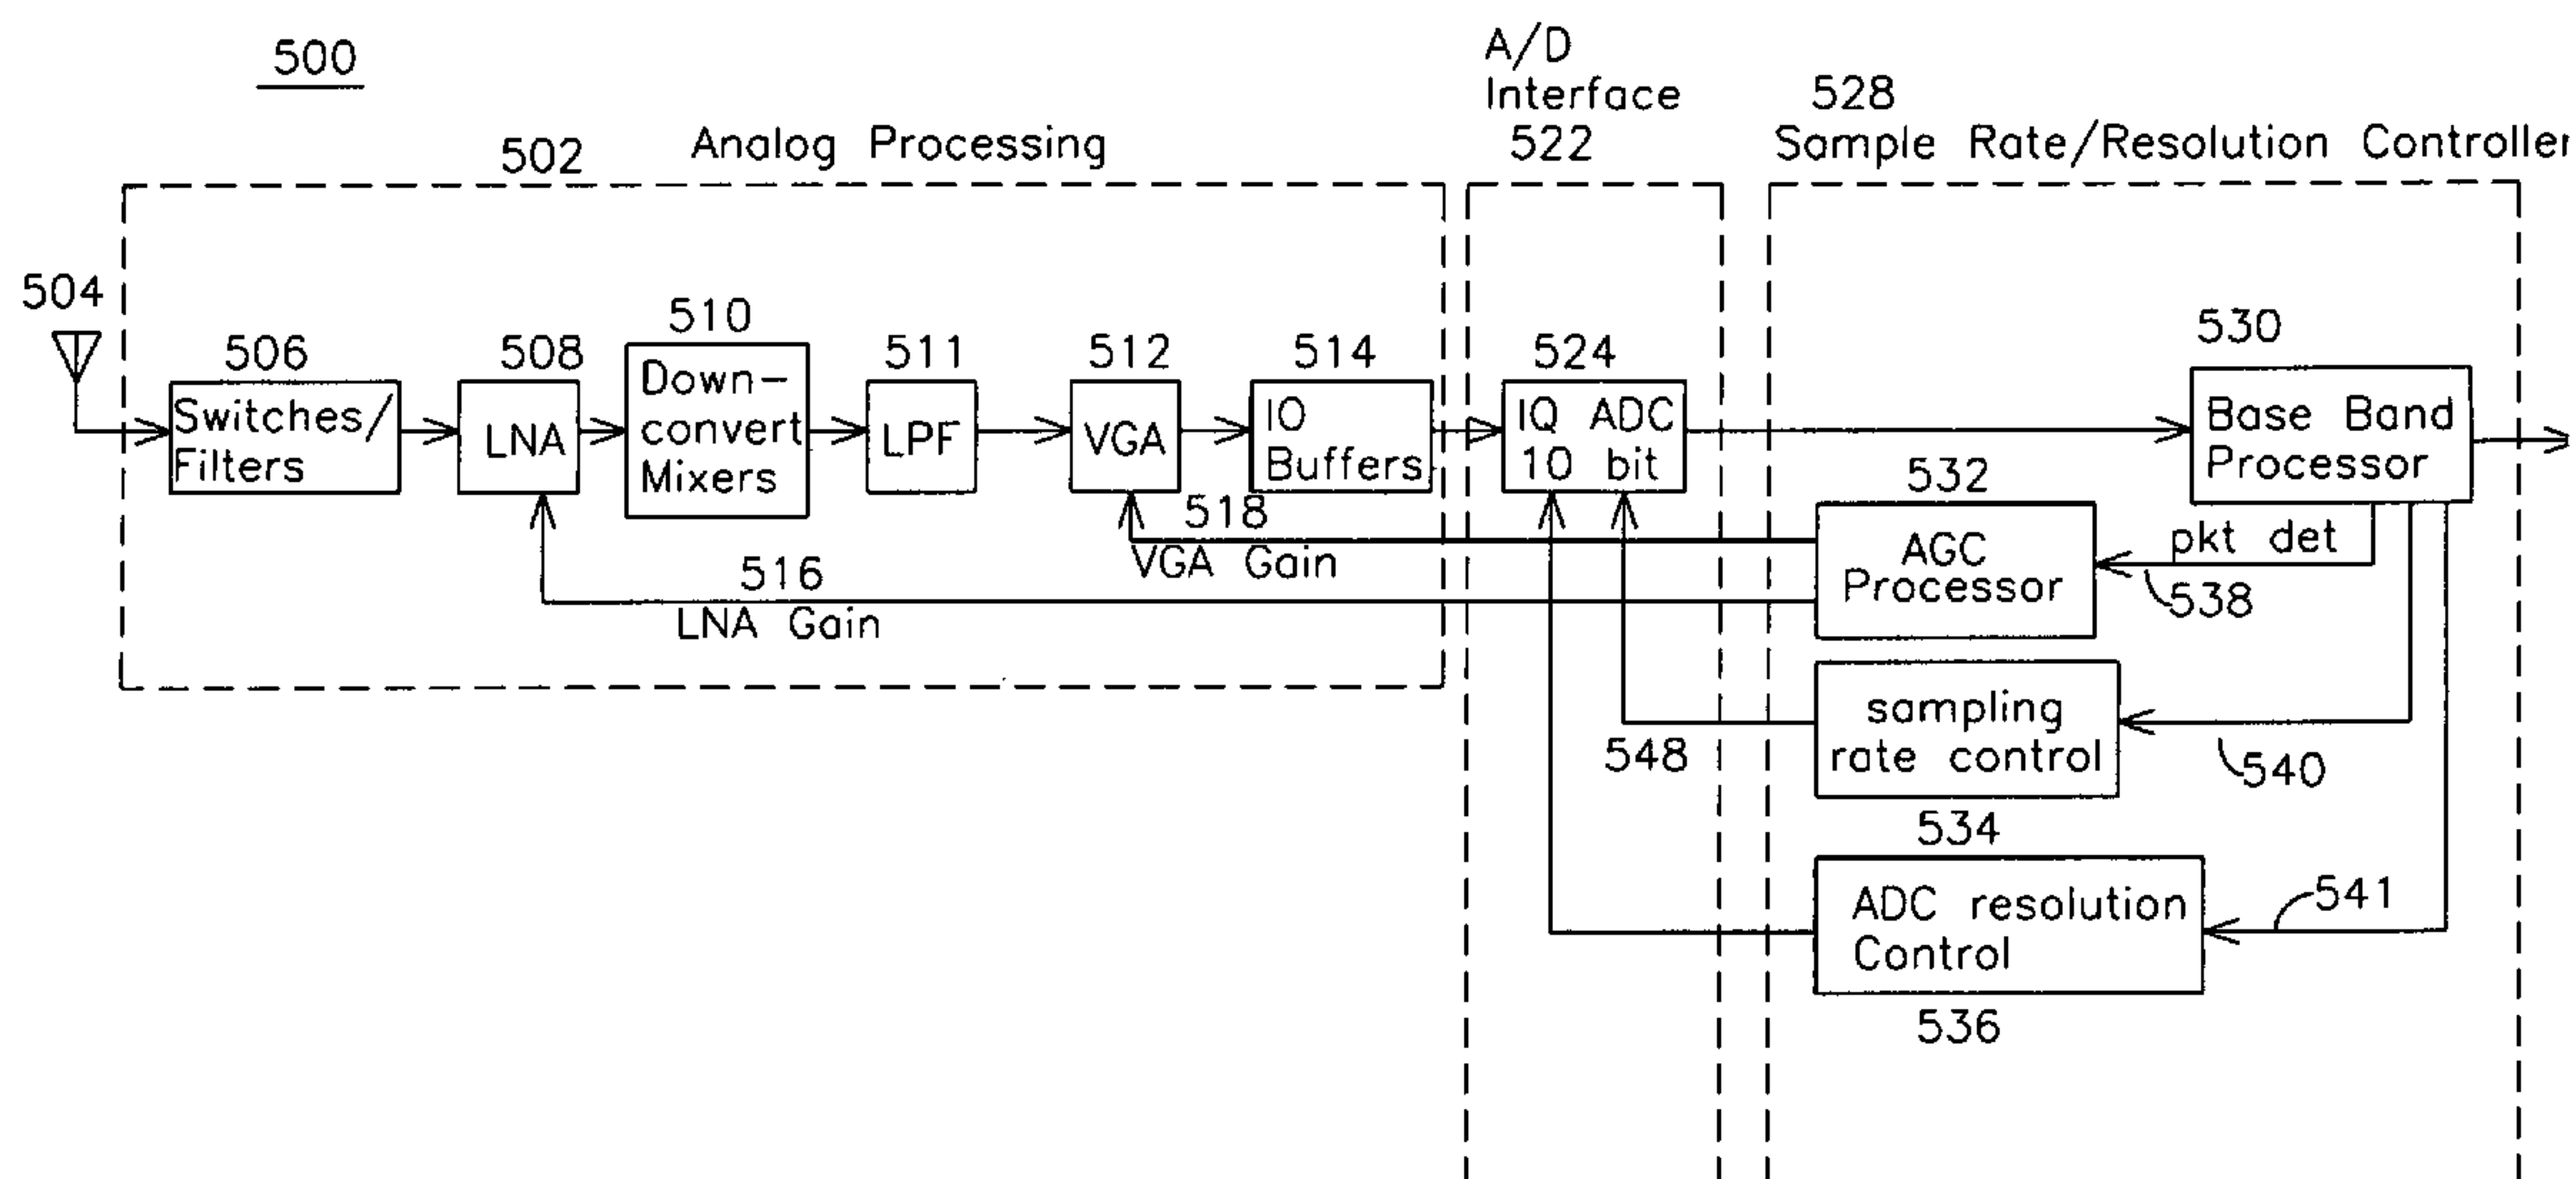 500
A/D
Interface
522
528
Sample Rate/Resolution Controller
502
Analog Processing
504
506
Switches/
Filters
508
LNA
510
Down-
convert
Mixers
511
LPF
512
VGA
514
IO
Buffers
524
IQ ADC
10 bit
530
Base Band
Processor
518
VGA Gain
516
LNA Gain
532
AGC
Processor
pkt det
538
sampling
rate control
534
548
540
ADC resolution
Control
536
541